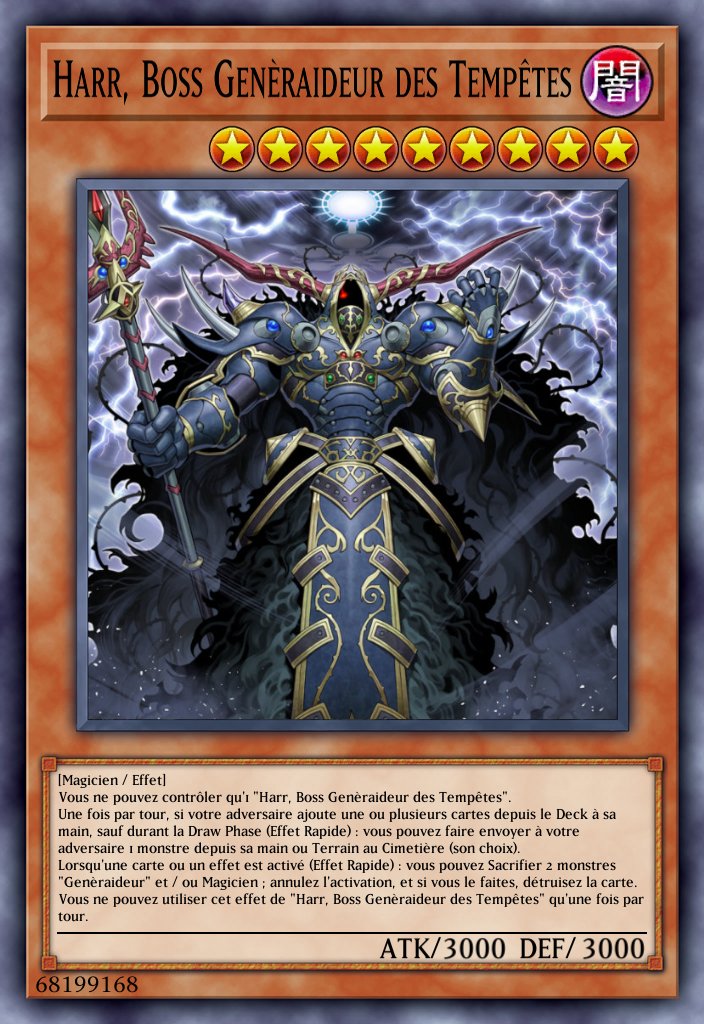 Harr, Boss Genèraideur des Tempêtes
闇
[Magicien / Effet]
Vous ne pouvez contrôler qu'1 "Harr, Boss Genèraideur des Tempêtes".
Une fois par tour, si votre adversaire ajoute une ou plusieurs cartes depuis le Deck à sa
main, sauf durant la Draw Phase (Effet Rapide) : vous pouvez faire envoyer à votre
adversaire 1 monstre depuis sa main ou Terrain au Cimetière (son choix).
Lorsqu'une carte ou un effet est activé (Effet Rapide) : vous pouvez Sacrifier 2 monstres
"Genèraideur" et / ou Magicien ; annulez l'activation, et si vous le faites, détruisez la carte.
Vous ne pouvez utiliser cet effet de "Harr, Boss Genèraideur des Tempêtes" qu'une fois par
tour.
ATK/3000 DEF/3000
68199168